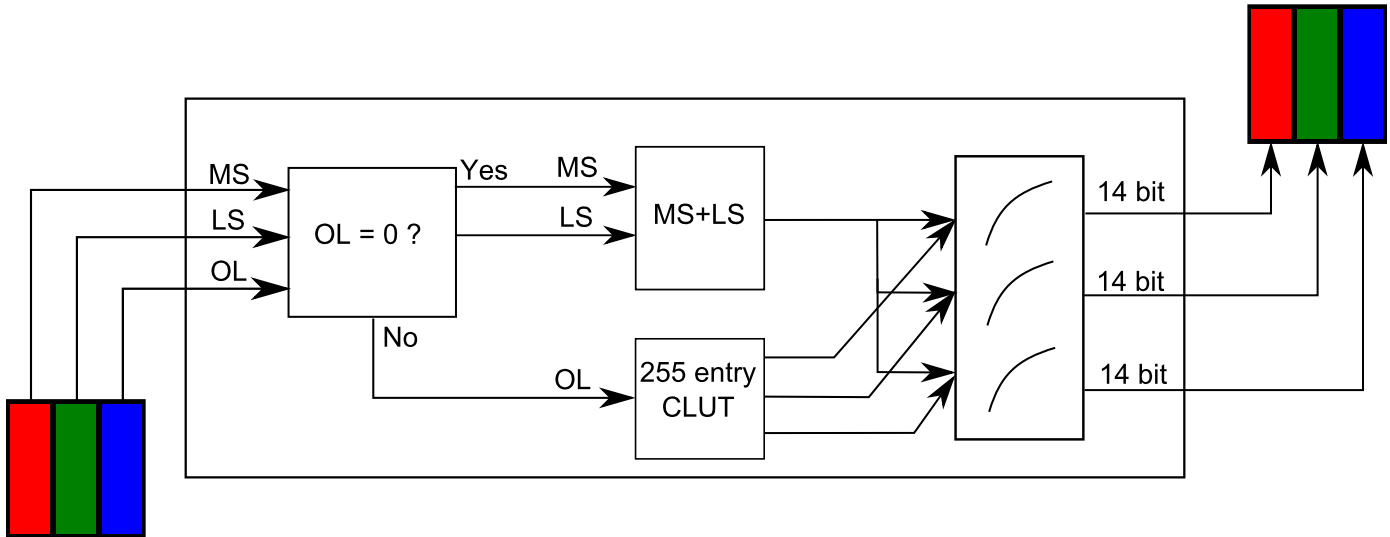 MS
LS
OL
OL = 0 ?
Yes
No
MS
LS
OL
MS+LS
255 entry
CLUT
14 bit
14 bit
14 bit